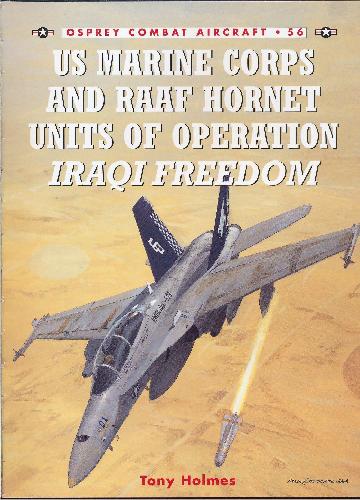 OSPREY COMBAT AIRCRAFT • 56
US MARINE CORPS
AND RAAF HORNET
UNITS OF OPERATION
IRAQI FREEDOM
Tony Holmes